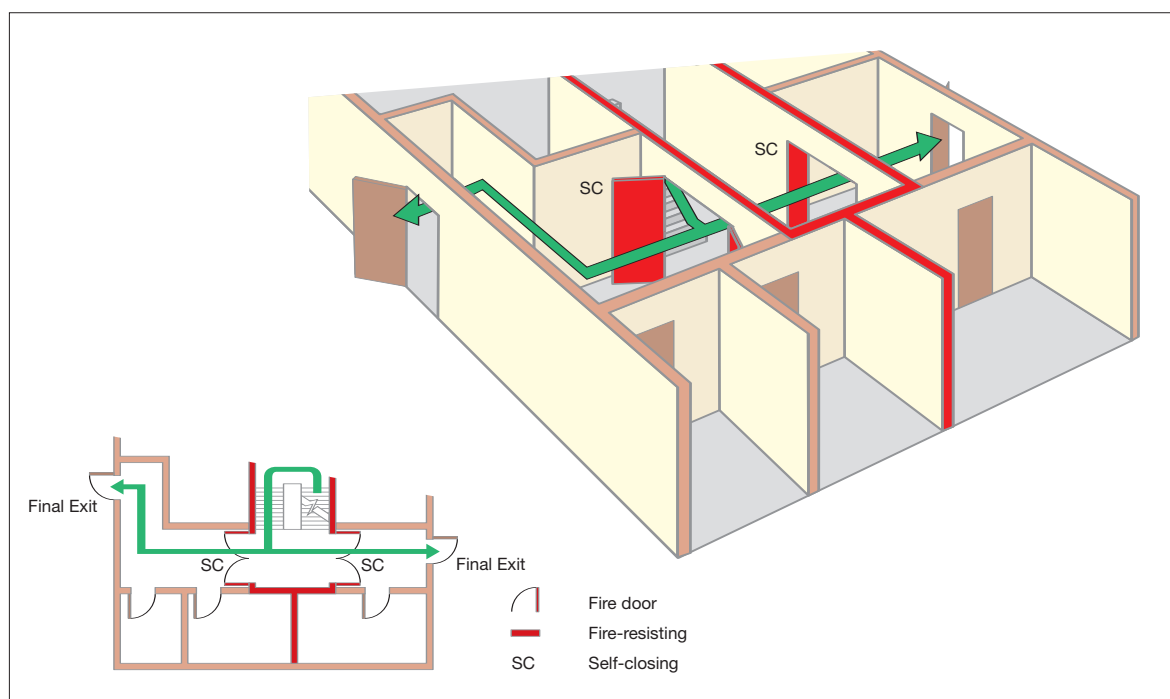 SC
SC
Final Exit
SC
SC
Final Exit
Fire door
Fire-resisting
SC
Self-closing